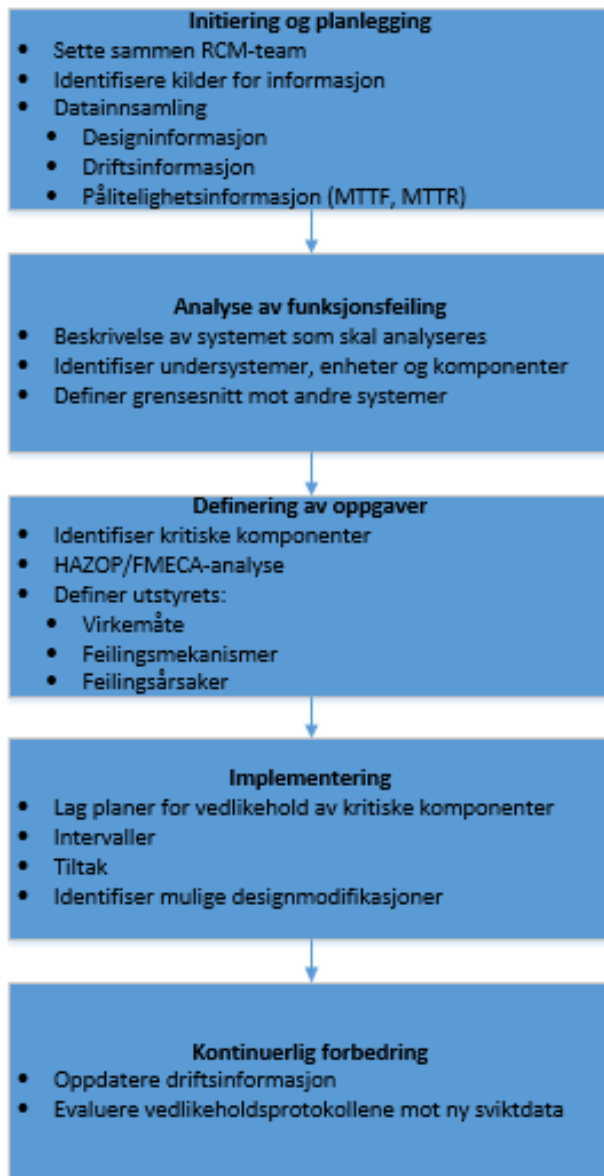 Initiering og planlegging
• Sette sammen RCM-team
• Identifisere kilder for informasjon
• Datainnsamling
• Designinformasjon
• Driftsinformasjon
• Pålitelighetsinformasjon (MTTF, MTTR)
Analyse av funksjonsfeiling
• Beskrivelse av systemet som skal analyseres
• Identifiser undersystemer, enheter og komponenter
• Definer grensesnitt mot andre systemer
Definering av oppgaver
• Identifiser kritiske komponenter
• HAZOP/FMECA-analyse
• Definer utstyrets:
• Virkemåte
• Feilingsmekanismer
• Feilingsårsaker
Implementering
• Lag planer for vedlikehold av kritiske komponenter
• Intervaller
• Tiltak
• Identifiser mulige designmodifikasjoner
Kontinuerlig forbedring
• Oppdatere driftsinformasjon
• Evaluere vedlikeholdsprotokollene mot ny sviktdata